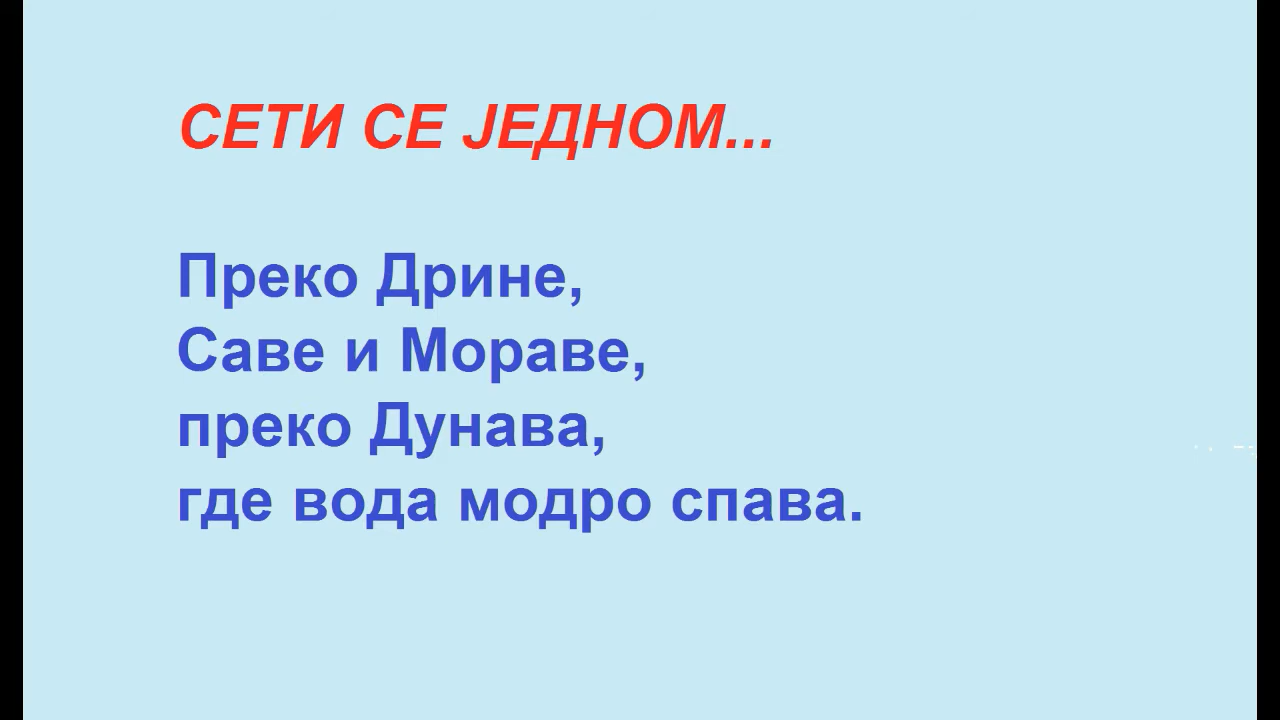 СЕТИ СЕ ЈЕДНОМ...
Преко Дрине,
Саве и Мораве,
преко Дунава,
где вода модро спава.